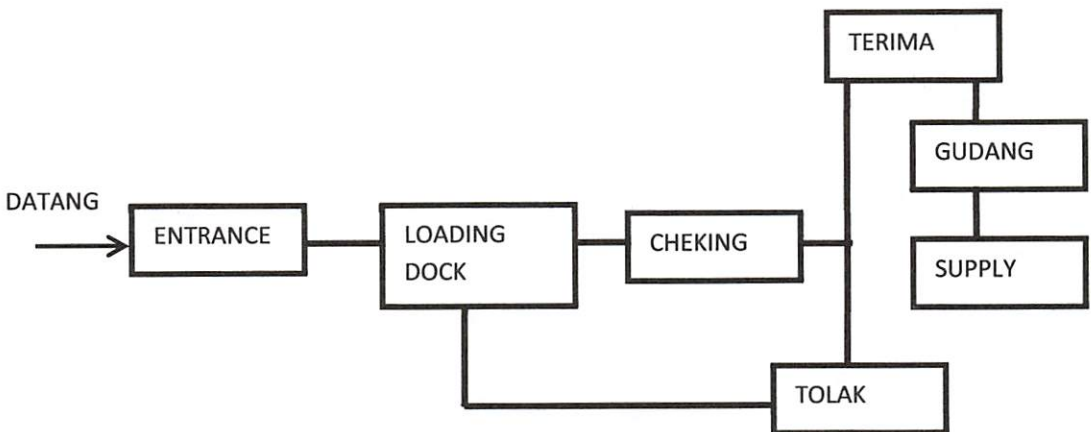 TERIMA
GUDANG
DATANG
ENTRANCE
LOADING
DOCK
CHEKING
SUPPLY
TOLAK